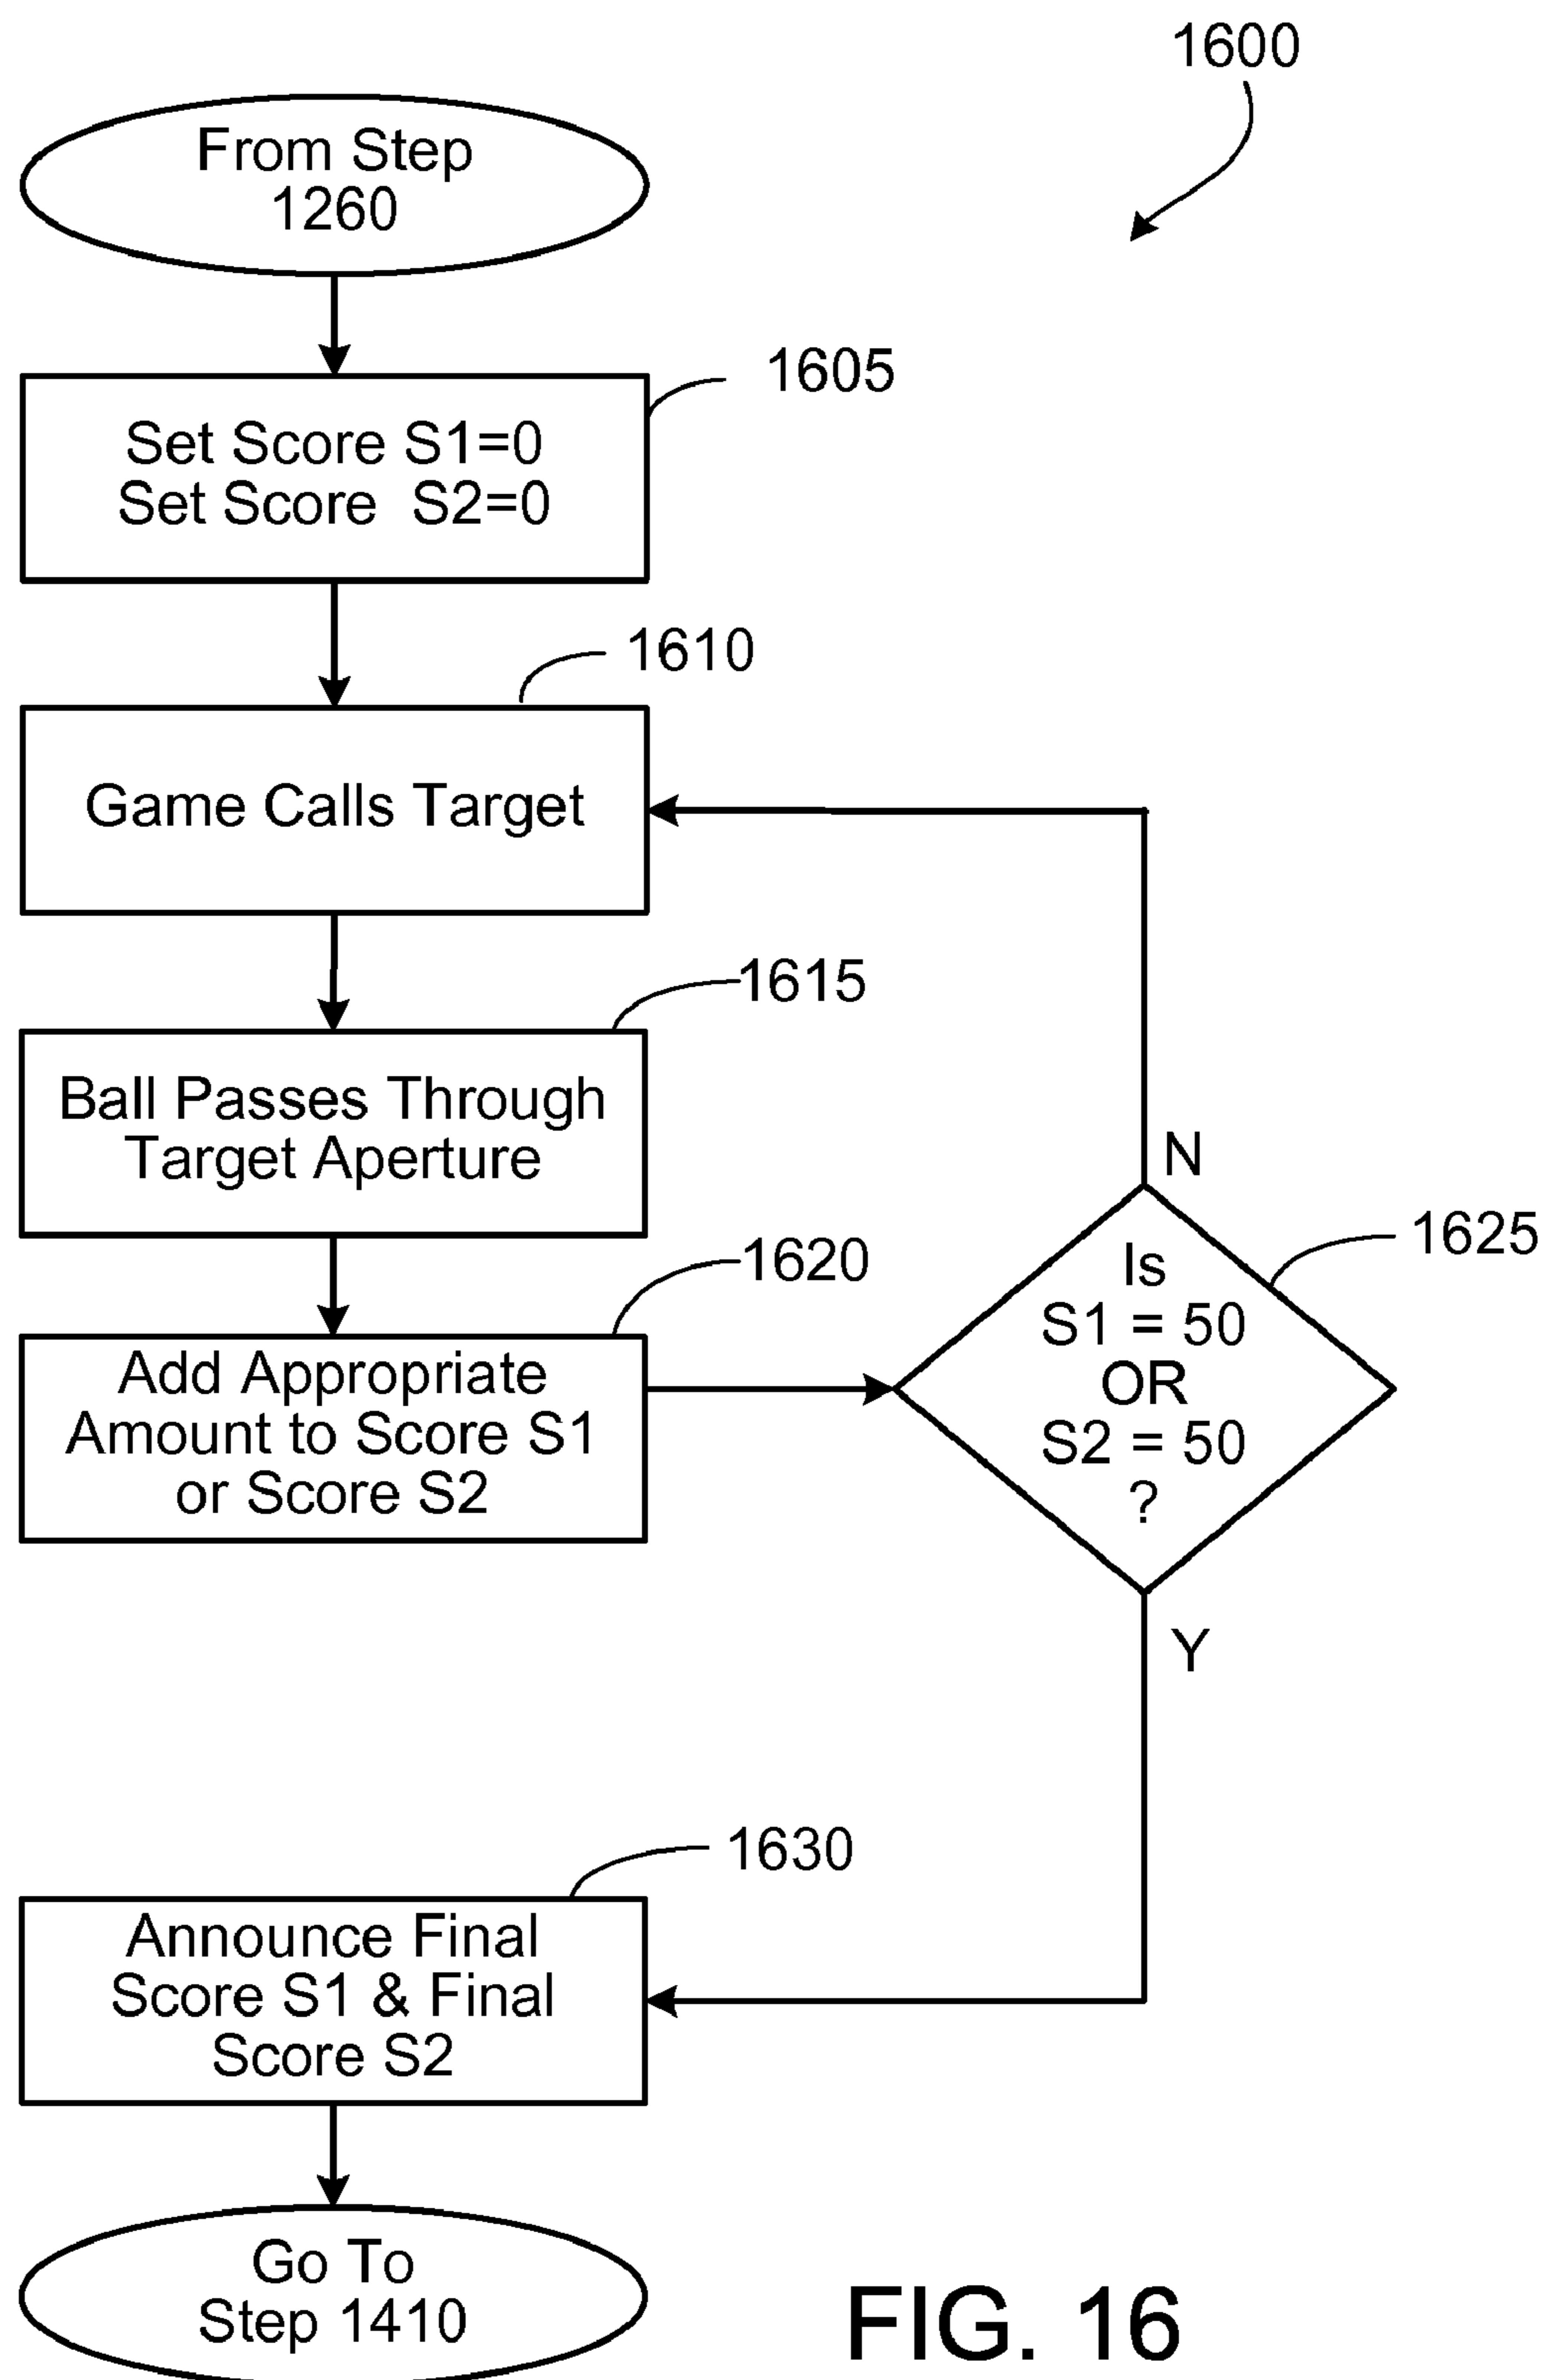 1600
From Step
1260
1605
Set Score S1=0
Set Score S2=0
1610
Game Calls Target
1615
Ball Passes Through
Target Aperture
N
1620
1625
Add Appropriate
Amount to Score S1
or Score S2
Is
S1 = 50
OR
S2 = 50
?
Y
1630
Announce Final
Score S1 & Final
Score S2
Go To
Step 1410
FIG. 16